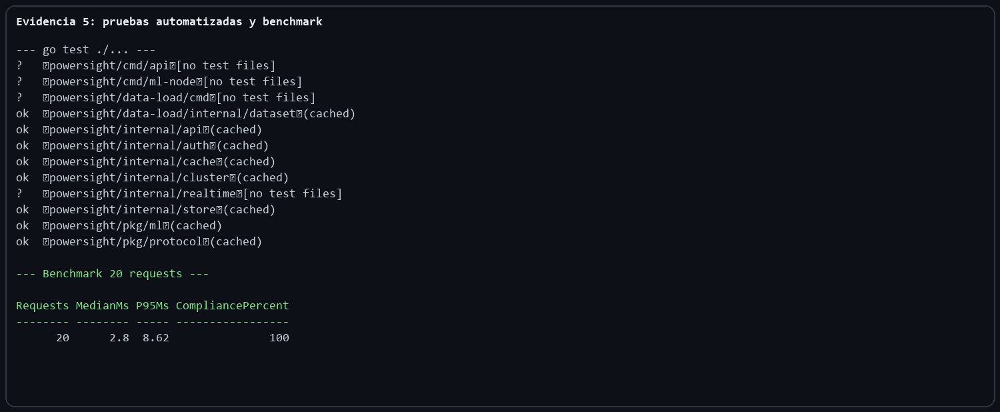 Evidencia 5: pruebas automatizadas y benchmark
--- go test ./... ---
?   �powersight/cmd/api�[no test files]
?   �powersight/cmd/ml-node�[no test files]
?   �powersight/data-load/cmd�[no test files]
ok  �powersight/data-load/internal/dataset�(cached)
ok  �powersight/internal/api�(cached)
ok  �powersight/internal/auth�(cached)
ok  �powersight/internal/cache�(cached)
ok  �powersight/internal/cluster�(cached)
?   �powersight/internal/realtime�[no test files]
ok  �powersight/internal/store�(cached)
ok  �powersight/pkg/ml�(cached)
ok  �powersight/pkg/protocol�(cached)
--- Benchmark 20 requests ---
Requests MedianMs P95Ms CompliancePercent
-------- -------- ----- -----------------
      20      2.8  8.62               100